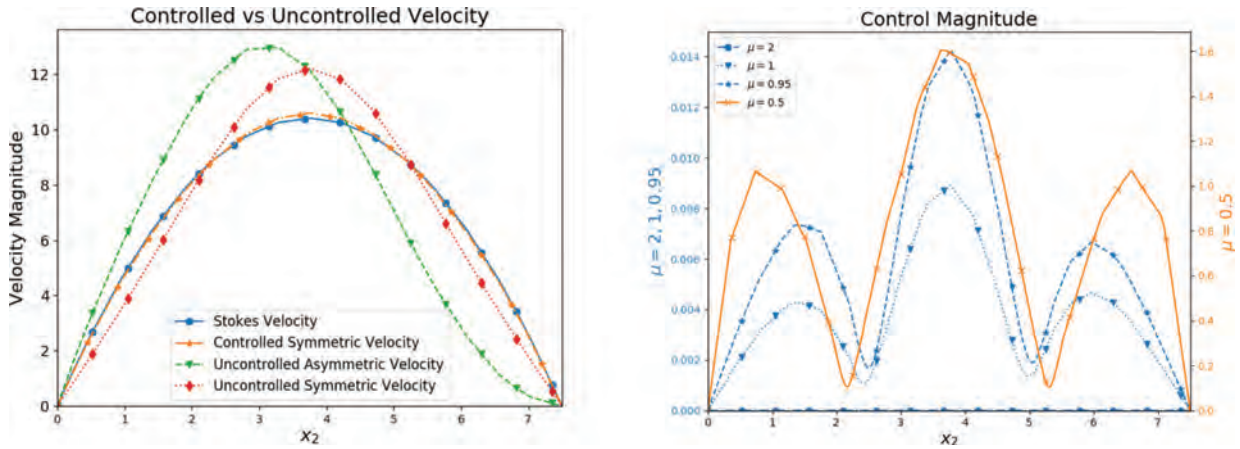 Controlled vs Uncontrolled Velocity
Velocity Magnitude
12
10
8
6
4
2
0
Stokes Velocity
Controlled Symmetric Velocity
Uncontrolled Asymmetric Velocity
Uncontrolled Symmetric Velocity
0 1 2 3 4 5 6 7
x₂
Control Magnitude
μ = 2, 1, 0.95
0.014
0.012
0.010
0.008
0.006
0.004
0.002
0.000
μ = 2
μ = 1
μ = 0.95
μ = 0.5
1.6
1.4
1.2
1.0
0.8
0.6
0.4
0.2
0.0
μ = 0.5
0 1 2 3 4 5 6 7
x₂